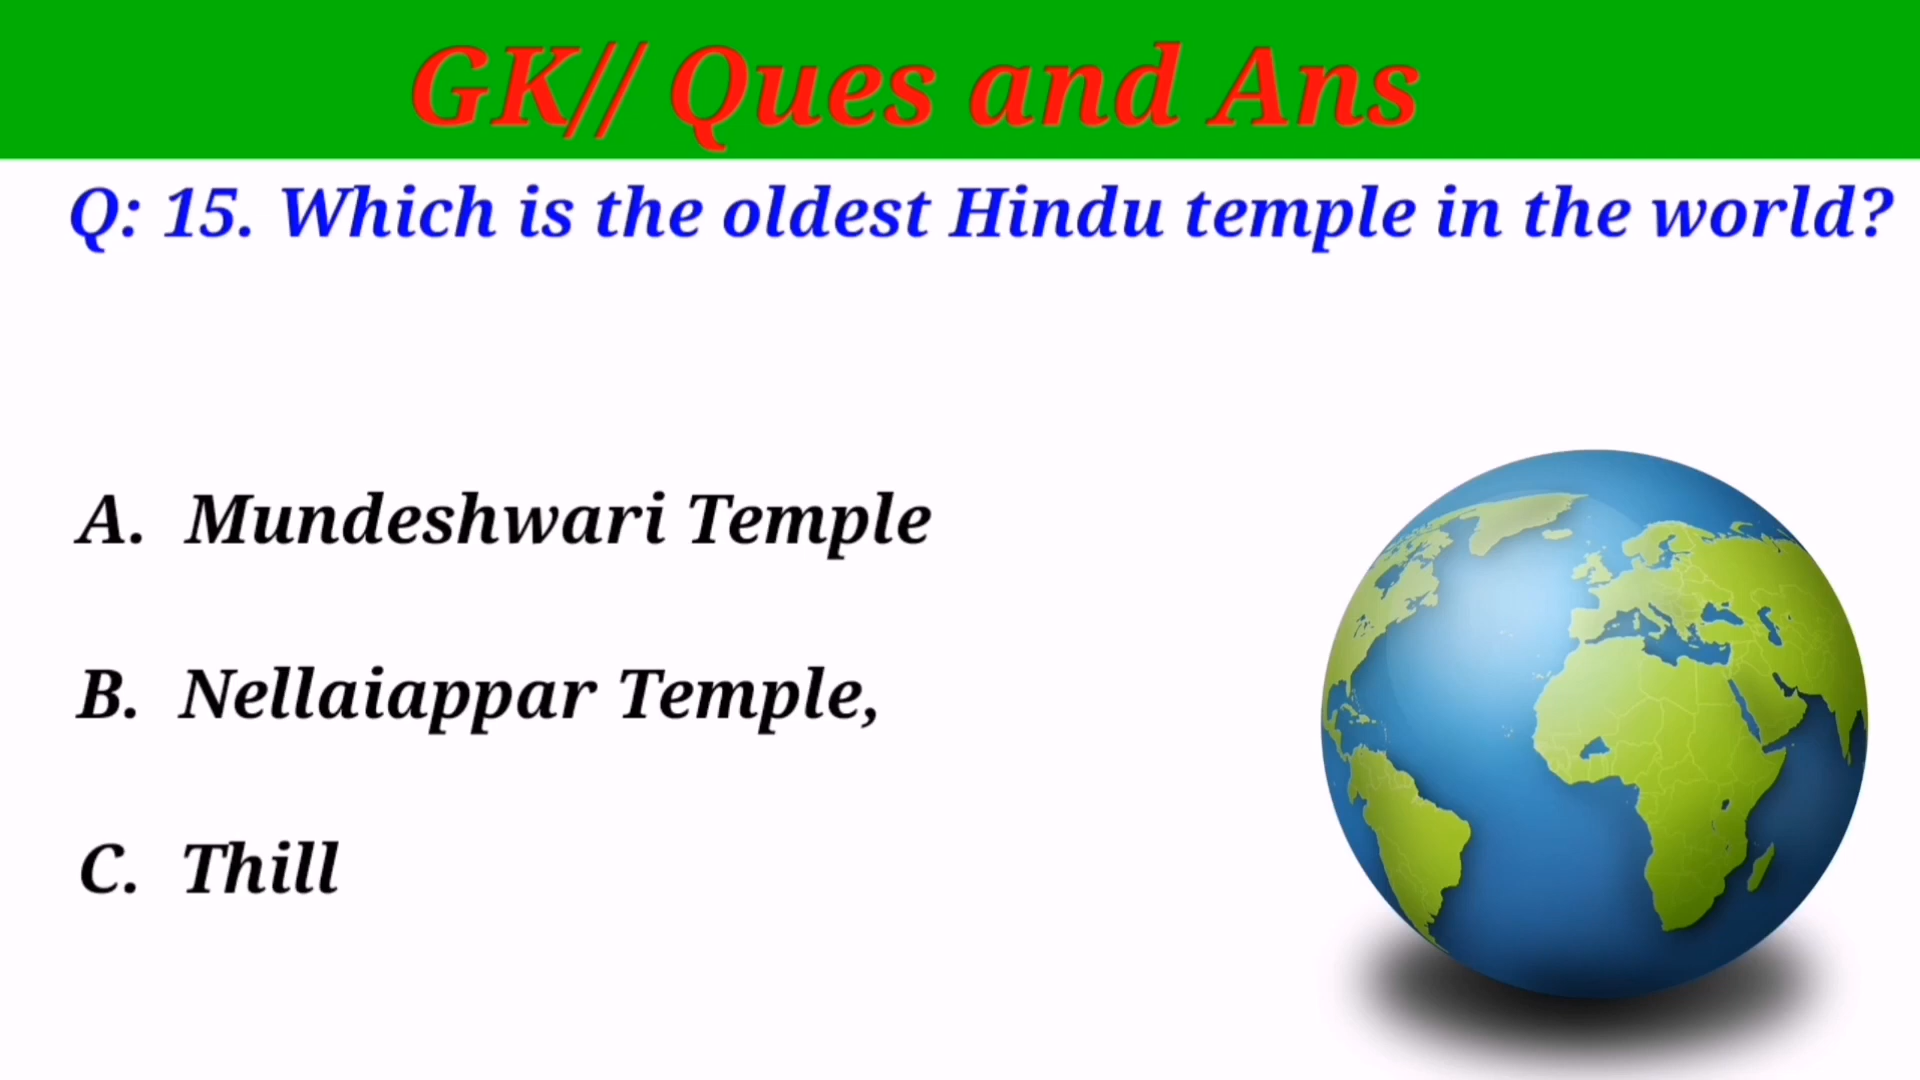 GK// Ques and Ans
Q: 15. Which is the oldest Hindu temple in the world?
A. Mundeshwari Temple
B. Nellaiappar Temple,
C. Thill